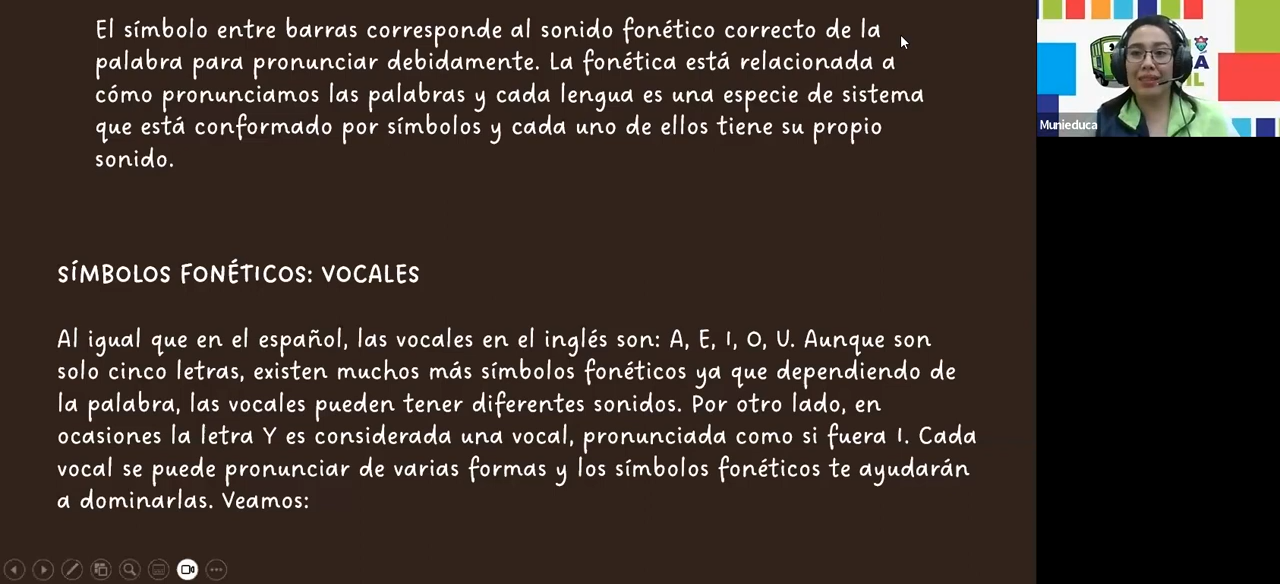 El símbolo entre barras corresponde al sonido fonético correcto de la
palabra para pronunciar debidamente. La fonética está relacionada a
cómo pronunciamos las palabras y cada lengua es una especie de sistema
que está conformado por símbolos y cada uno de ellos tiene su propio
sonido.
SÍMBOLOS FONÉTICOS: VOCALES
Al igual que en el español, las vocales en el inglés son: A, E, I, O, U. Aunque son
solo cinco letras, existen muchos más símbolos fonéticos ya que dependiendo de
la palabra, las vocales pueden tener diferentes sonidos. Por otro lado, en
ocasiones la letra Y es considerada una vocal, pronunciada como si fuera I. Cada
vocal se puede pronunciar de varias formas y los símbolos fonéticos te ayudarán
a dominarlas. Veamos:
Munieduca